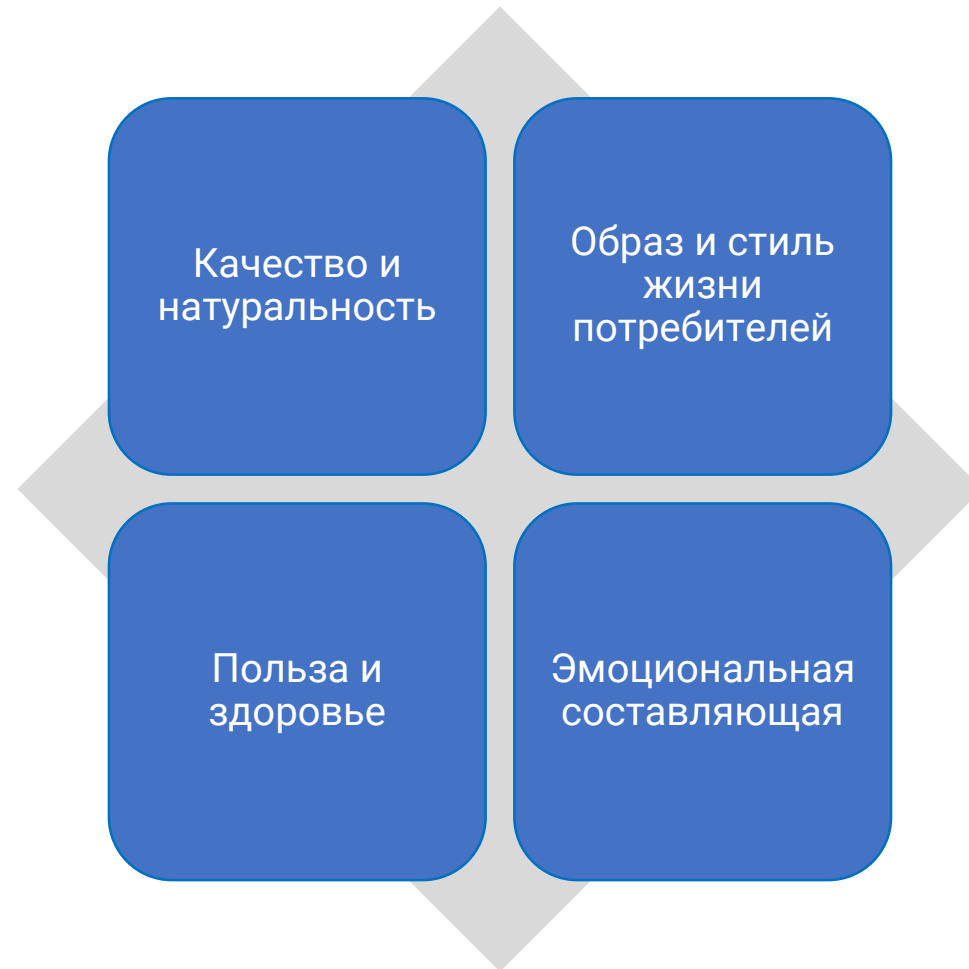 Качество и
натуральность
Образ и стиль
жизни
потребителей
Польза и
здоровье
Эмоциональная
составляющая